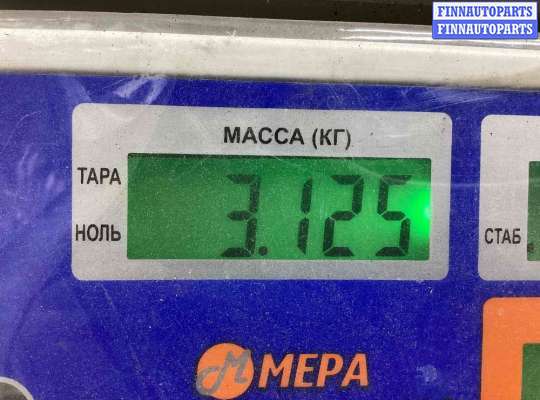 FINNAUTOPARTS
FINNAUTOPARTS
МАССА (КГ)
ТАРА
3.125
НОЛЬ
СТАБ.
МЕРА